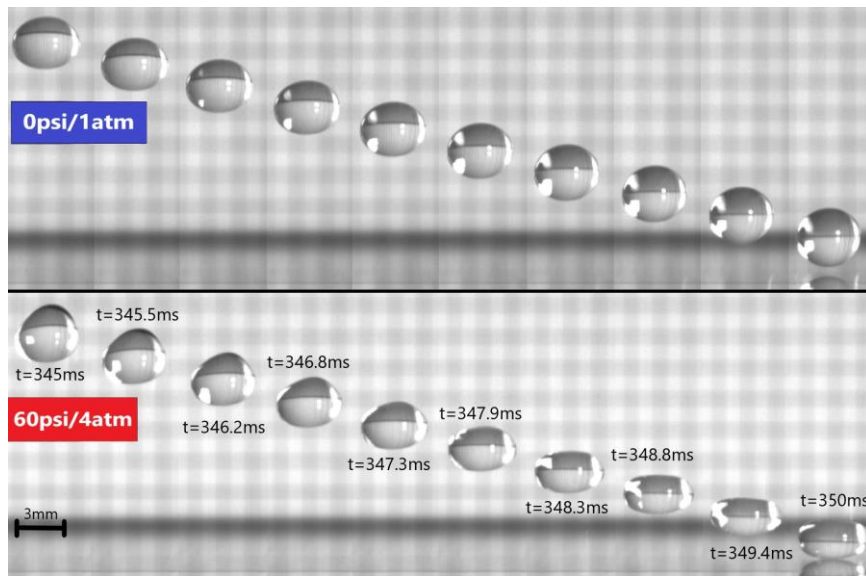 0psi/1atm
t=345.5ms
t=345ms
t=346.8ms
60psi/4atm
t=346.2ms
t=347.9ms
t=347.3ms
t=348.8ms
t=348.3ms
t=350ms
3mm
t=349.4ms